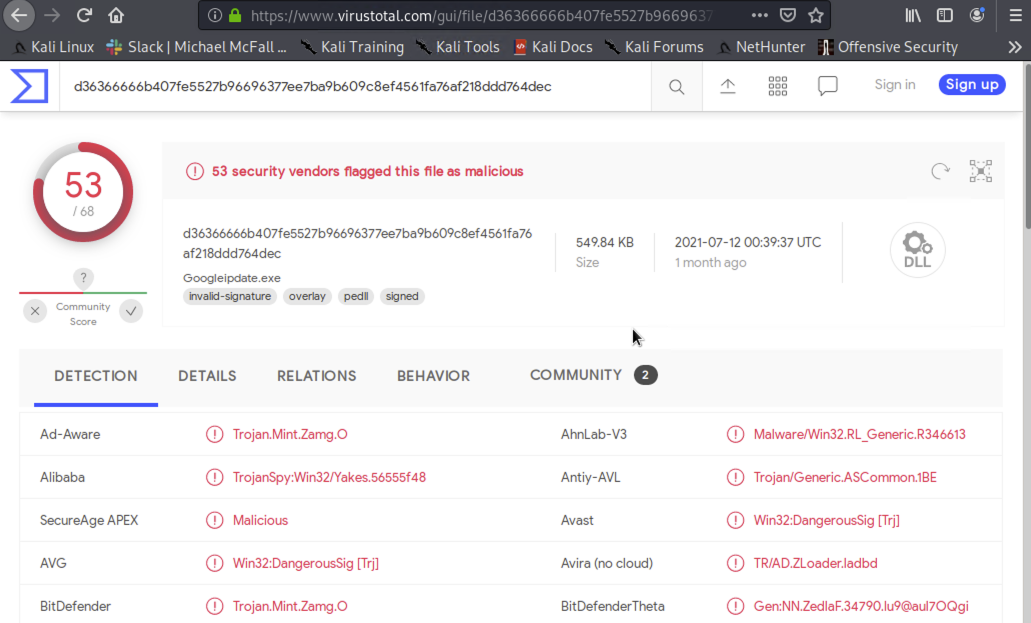 https://www.virustotal.com/gui/file/d36366666b407fe5527b9669637
Kali Linux Slack | Michael McFall ... Kali Training Kali Tools Kali Docs Kali Forums NetHunter Offensive Security
d36366666b407fe5527b96696377ee7ba9b609c8ef4561fa76af218ddd764dec
Sign in Sign up
53
/ 68
53 security vendors flagged this file as malicious
d36366666b407fe5527b96696377ee7ba9b609c8ef4561fa76
af218ddd764dec
Googleipdate.exe
invalid-signature overlay pedll signed
549.84 KB
Size
2021-07-12 00:39:37 UTC
1 month ago
DLL
?
Community
Score
DETECTION DETAILS RELATIONS BEHAVIOR COMMUNITY 2
Ad-Aware Trojan.Mint.Zamg.O AhnLab-V3 Malware/Win32.RL_Generic.R346613
Alibaba TrojanSpy:Win32/Yakes.56555f48 Antiy-AVL Trojan/Generic.ASCommon.1BE
SecureAge APEX Malicious Avast Win32:DangerousSig [Trj]
AVG Win32:DangerousSig [Trj] Avira (no cloud) TR/AD.ZLoader.ladbd
BitDefender Trojan.Mint.Zamg.O BitDefenderTheta Gen:NN.ZedlaF.34790.Iu9@aul7OQgi